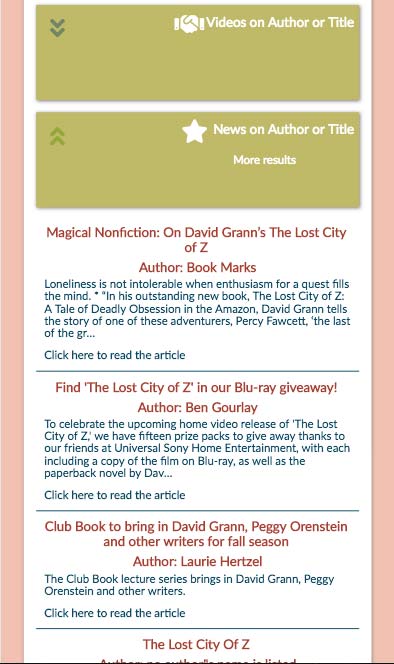 Videos on Author or Title
News on Author or Title
More results
Magical Nonfiction: On David Grann's The Lost City
of Z
Author: Book Marks
Loneliness is not intolerable when enthusiasm for a quest fills
the mind. * "In his outstanding new book, The Lost City of Z:
A Tale of Deadly Obsession in the Amazon, David Grann tells
the story of one of these adventurers, Percy Fawcett, 'the last
of the gr...
Click here to read the article
Find 'The Lost City of Z' in our Blu-ray giveaway!
Author: Ben Gourlay
To celebrate the upcoming home video release of 'The Lost
City of Z,' we have fifteen prize packs to give away thanks to
our friends at Universal Sony Home Entertainment, with each
including a copy of the film on Blu-ray, as well as the
paperback novel by Dav...
Click here to read the article
Club Book to bring in David Grann, Peggy Orenstein
and other writers for fall season
Author: Laurie Hertzel
The Club Book lecture series brings in David Grann, Peggy
Orenstein and other writers.
Click here to read the article
The Lost City Of Z
Author: no author"s name is listed